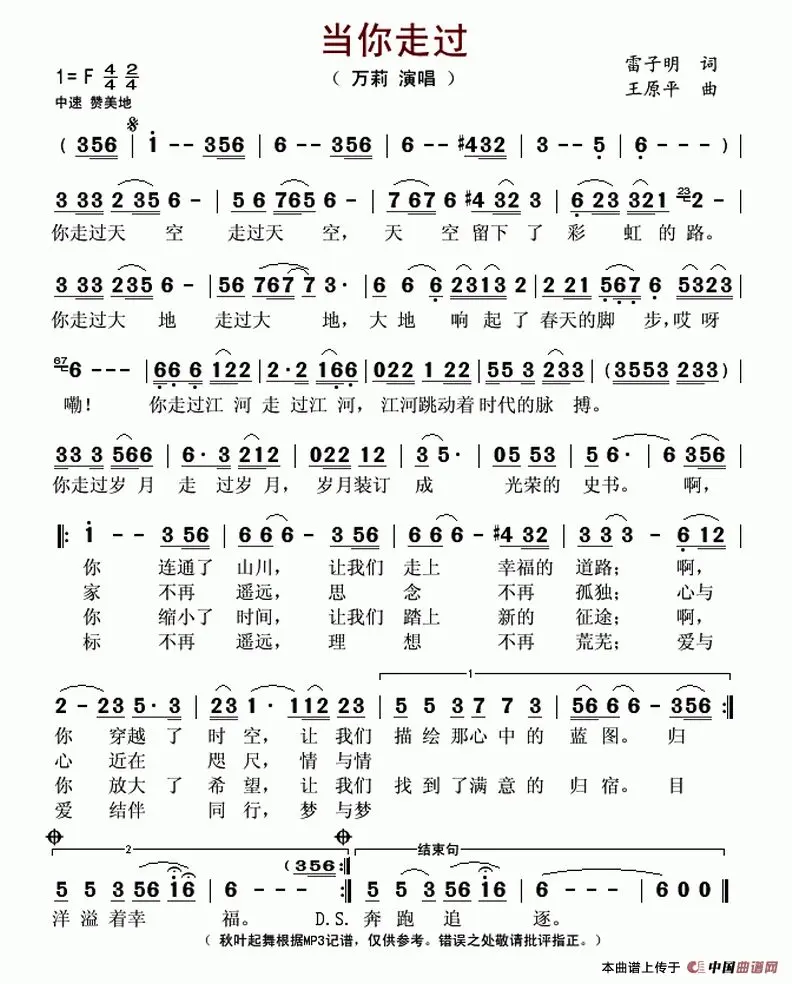 当你走过
1=F 4/4 2/4
（ 万莉 演唱 ）
雷子明 词
王原平 曲
中速 赞美地
( 356 | 1 - - 356 | 6 - - 356 | 6 - - #432 | 3 - - 5 | 6 - - - ) |
3 33 2 35 6 - | 5 6 765 6 - | 7 676 #4 32 3 | 6 23 321 23 2 - |
你走过天 空 走过天 空， 天 空 留下 了 彩 虹 的 路。
3 33 235 6 - | 56 767 7 3· | 6 6 6 2313 2 | 2 21 567 6 5323 |
你走过大 地 走过大 地，大 地 响 起 了 春天的脚 步，哎 呀
67 6 - - - | 66 6 122 | 2·2 166 | 022 1 22 | 55 3 233 | (3553 233) |
嘞！ 你走过江 河 走 过江 河，江河跳动着 时代的脉 搏。
33 3 566 | 6·3 212 | 022 12 | 3 5· | 05 53 | 5 6· | 6 356 |
你走过岁 月 走 过岁 月， 岁月装订 成 光荣的 史书。 啊，
‖: 1 - - 3 56 | 6 6 6 - 3 56 | 6 6 6 - #4 32 | 3 3 3 - 6 12 |
你 连通了 山川， 让我们 走上 幸福的 道路； 啊，
家 不再 遥远， 思 念 不再 孤独； 心与
你 缩小了 时间， 让我们 踏上 新的 征途； 啊，
标 不再 遥远， 理 想 不再 荒芜； 爱与
1
2 - 23 5·3 | 23 1· 112 23 | 5 5 3 7 7 3 | 56 6 6 - 356 :‖
你 穿越 了 时 空， 让 我们 描 绘 那心 中 的 蓝 图。 归
心 近在 咫 尺， 情 与情
你 放大 了 希 望， 让 我们 找 到 了满 意 的 归 宿。 目
爱 结伴 同 行， 梦 与梦
2
结束句
(356 :‖
5 5 3 56 16 | 6 - - - :‖ 5 5 3 56 16 | 6 - - - | 6 0 0 ‖
洋 溢 着幸 福。 D.S. 奔 跑 追 逐。
（ 秋叶起舞根据MP3记谱，仅供参考。错误之处敬请批评指正。）
本曲谱上传于 中国曲谱网